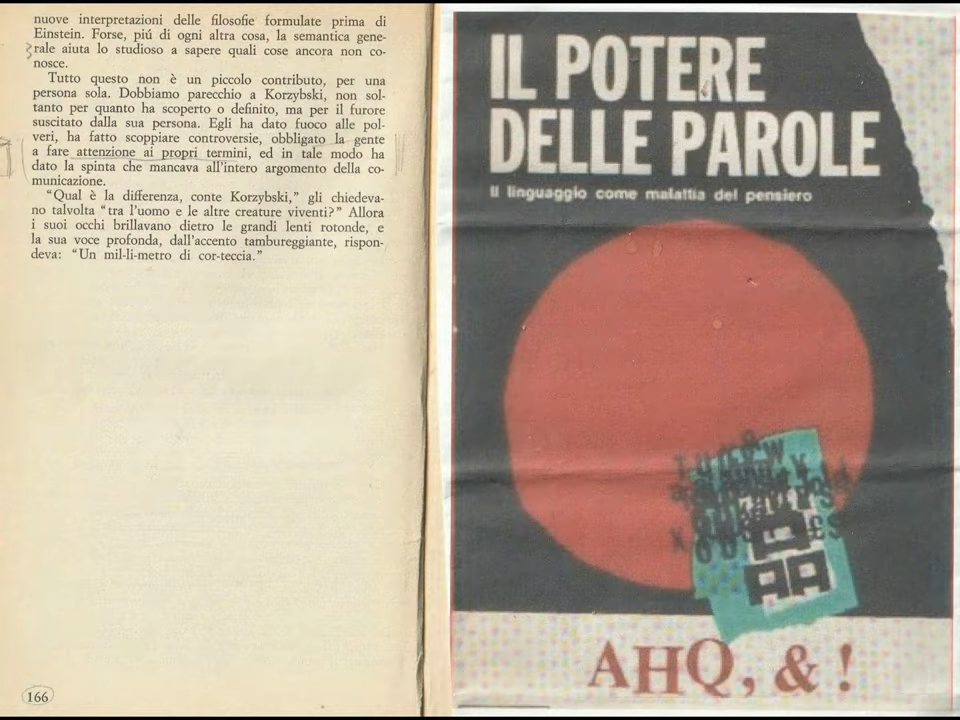 nuove interpretazioni delle filosofie formulate prima di
Einstein. Forse, piú di ogni altra cosa, la semantica gene-
rale aiuta lo studioso a sapere quali cose ancora non co-
nosce.
Tutto questo non è un piccolo contributo, per una
persona sola. Dobbiamo parecchio a Korzybski, non sol-
tanto per quanto ha scoperto o definito, ma per il furore
suscitato dalla sua persona. Egli ha dato fuoco alle pol-
veri, ha fatto scoppiare controversie, obbligato la gente
a fare attenzione ai propri termini, ed in tale modo ha
dato la spinta che mancava all'intero argomento della co-
municazione.
"Qual è la differenza, conte Korzybski," gli chiedeva-
no talvolta "tra l'uomo e le altre creature viventi?" Allora
i suoi occhi brillavano dietro le grandi lenti rotonde, e
la sua voce profonda, dall'accento tambureggiante, rispon-
deva: "Un mil-li-metro di cor-teccia."
166
IL POTERE
DELLE PAROLE
Il linguaggio come malattia del pensiero
AA
AHQ, & !